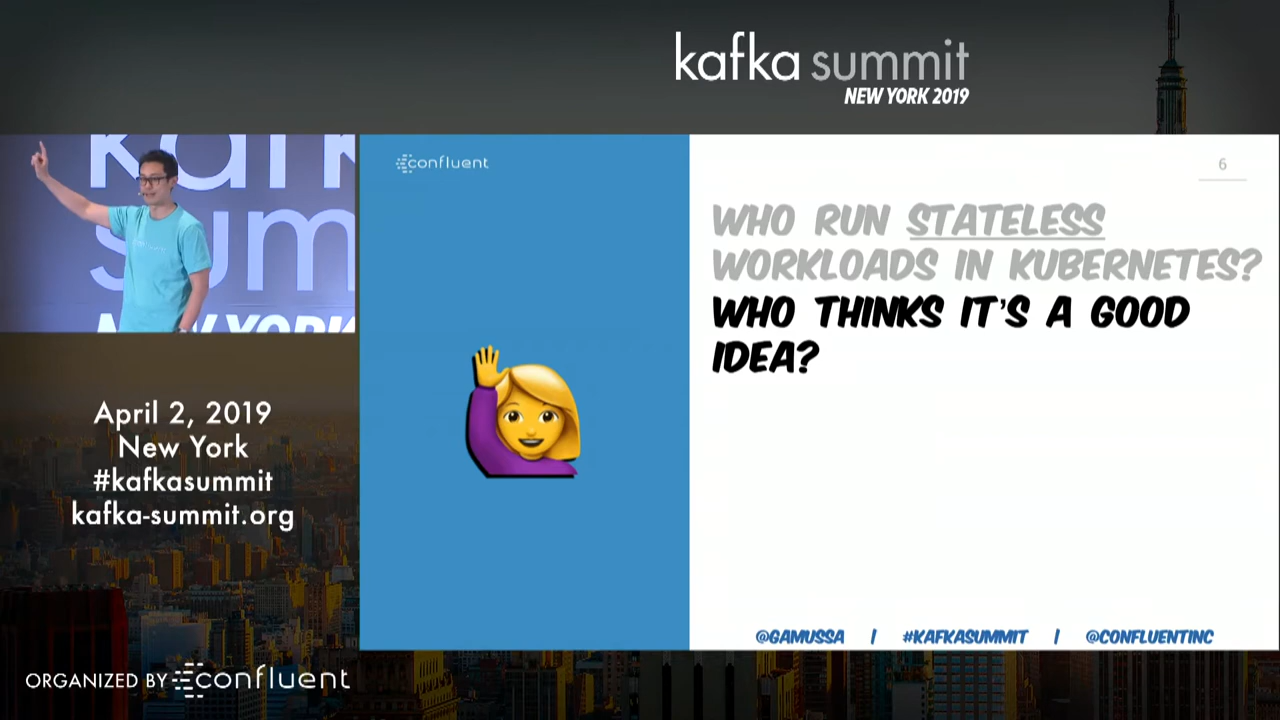 kafka summit
NEW YORK 2019
confluent
6
WHO RUN STATELESS
WORKLOADS IN KUBERNETES?
WHO THINKS IT'S A GOOD
IDEA?
@GAMUSSA | #KAFKASUMMIT | @CONFLUENTINC
April 2, 2019
New York
#kafkasummit
kafka-summit.org
ORGANIZED BY confluent